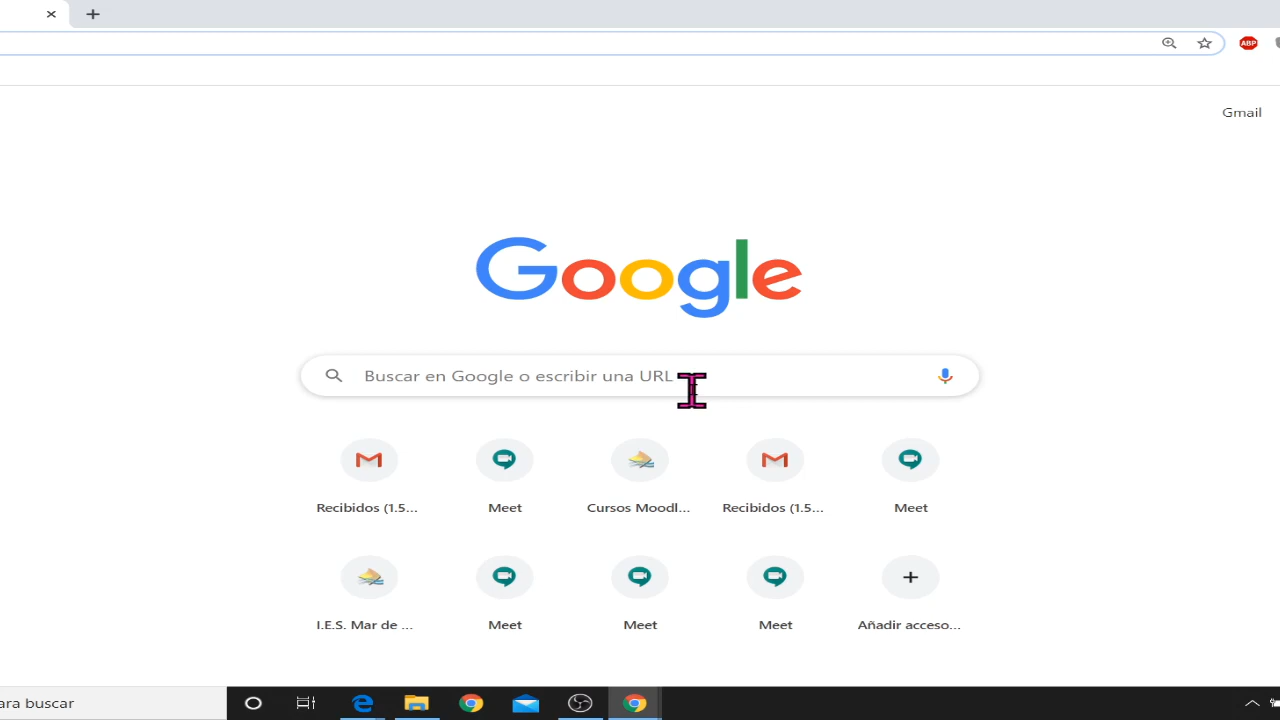 ABP
Gmail
Google
Buscar en Google o escribir una URL
Recibidos (1.5...
Meet
Cursos Moodl...
Recibidos (1.5...
Meet
I.E.S. Mar de ...
Meet
Meet
Meet
Añadir acceso...
ara buscar